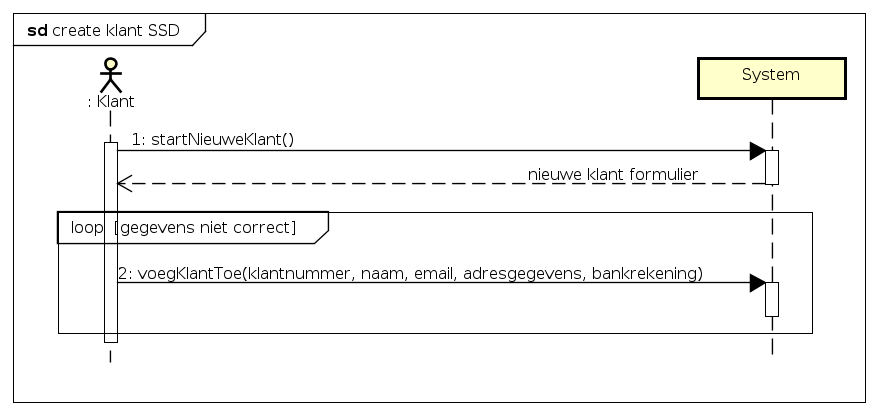 sd create klant SSD
: Klant
System
1: startNieuweKlant()
nieuwe klant formulier
loop [gegevens niet correct]
2: voegKlantToe(klantnummer, naam, email, adresgegevens, bankrekening)